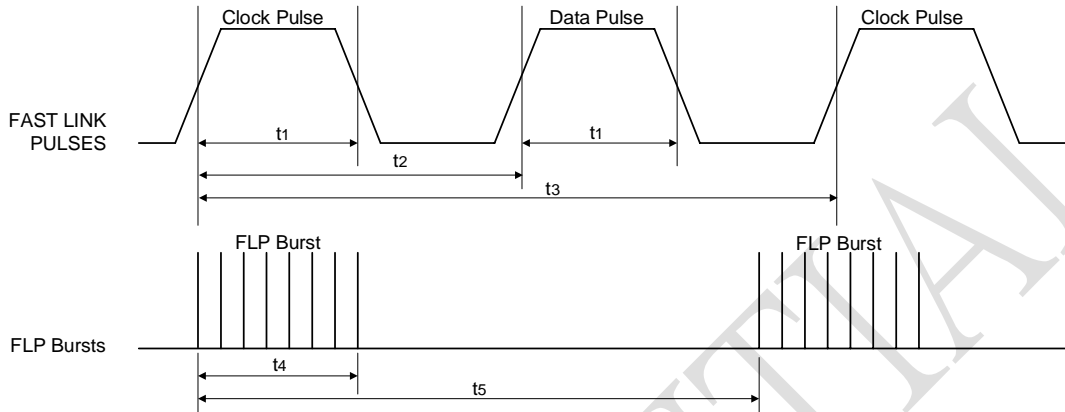 Clock Pulse
Data Pulse
Clock Pulse
FAST LINK
PULSES
t1
t1
t2
t3
FLP Burst
FLP Burst
FLP Bursts
t4
t5